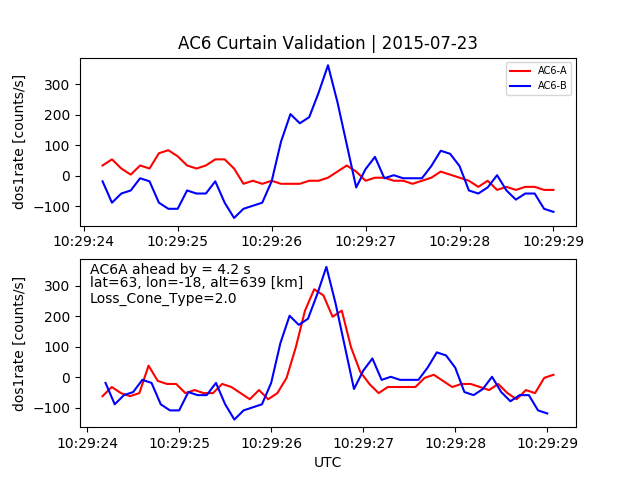 AC6 Curtain Validation | 2015-07-23
dos1rate [counts/s]
300
200
100
0
−100
AC6-A
AC6-B
10:29:24 10:29:25 10:29:26 10:29:27 10:29:28 10:29:29
dos1rate [counts/s]
300
200
100
0
−100
AC6A ahead by = 4.2 s
lat=63, lon=-18, alt=639 [km]
Loss_Cone_Type=2.0
10:29:24 10:29:25 10:29:26 10:29:27 10:29:28 10:29:29
UTC